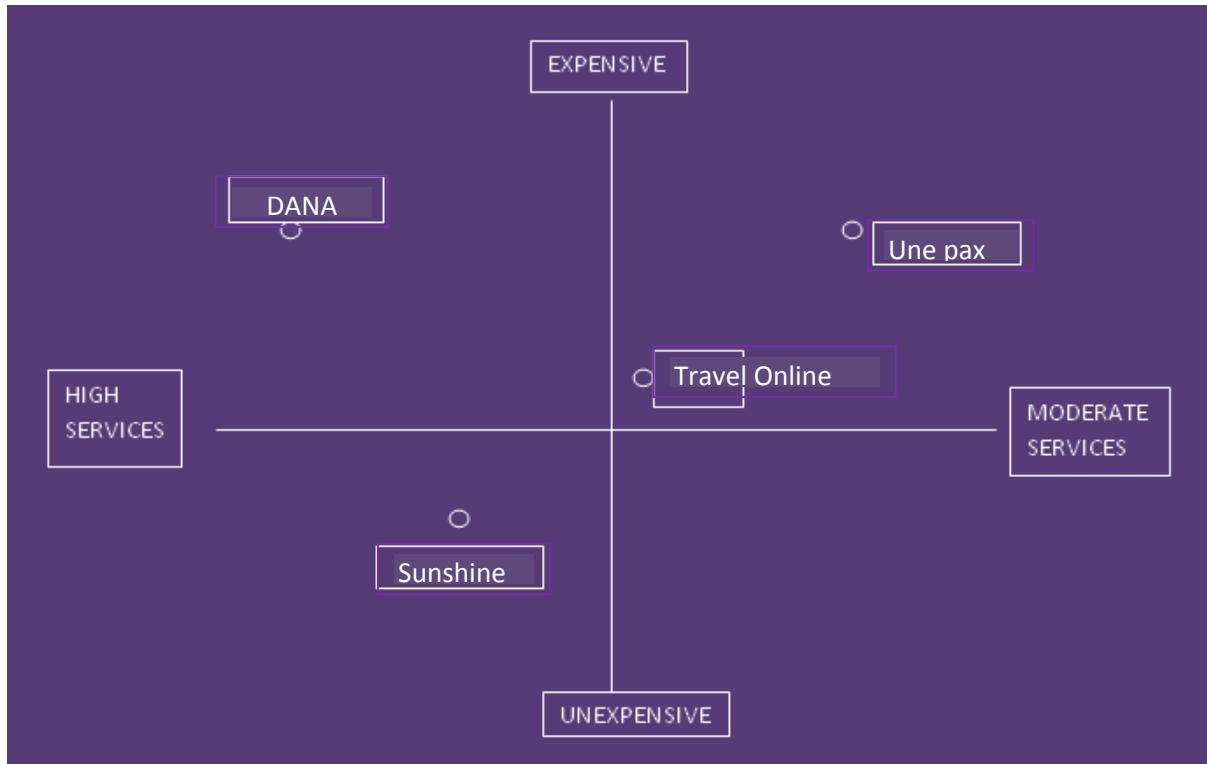 EXPENSIVE
DANA
Une pax
Travel Online
HIGH
SERVICES
MODERATE
SERVICES
Sunshine
UNEXPENSIVE